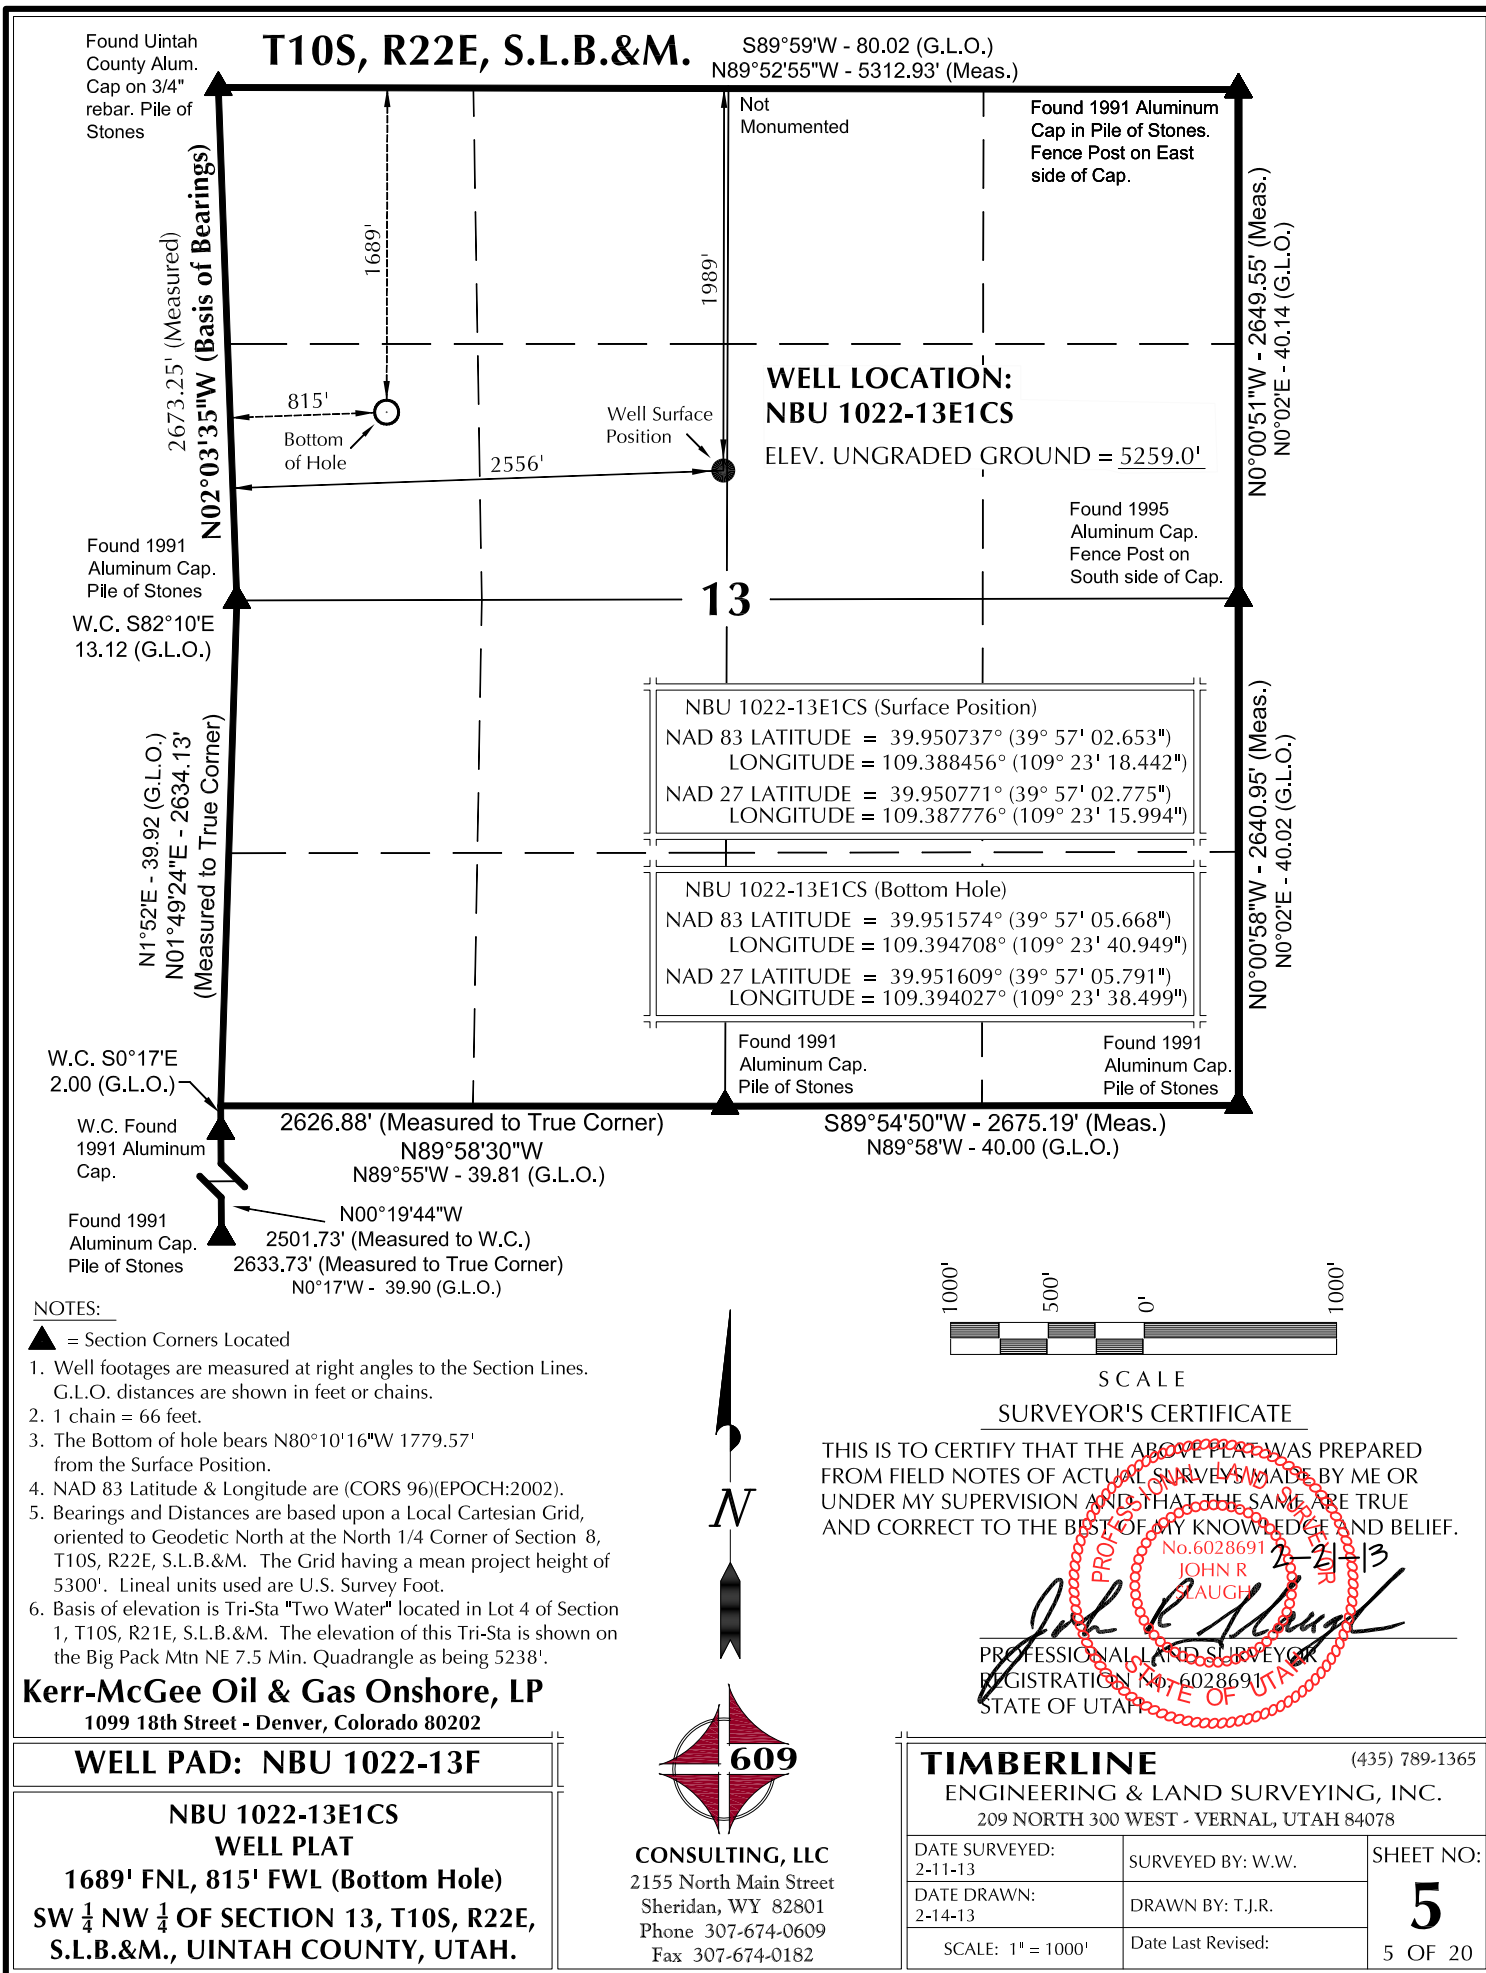 T10S, R22E, S.L.B.&M.
S89°59'W - 80.02 (G.L.O.)
N89°52'55"W - 5312.93' (Meas.)
Found Uintah
County Alum.
Cap on 3/4"
rebar. Pile of
Stones
Not
Monumented
Found 1991 Aluminum
Cap in Pile of Stones.
Fence Post on East
side of Cap.
2673.25' (Measured)
N02°03'35"W (Basis of Bearings)
1689'
1989'
N0°00'51"W - 2649.55' (Meas.)
N0°02'E - 40.14 (G.L.O.)
WELL LOCATION:
NBU 1022-13E1CS
ELEV. UNGRADED GROUND = 5259.0'
815'
Bottom
of Hole
Well Surface
Position
2556'
Found 1995
Aluminum Cap.
Fence Post on
South side of Cap.
Found 1991
Aluminum Cap.
Pile of Stones
13
W.C. S82°10'E
13.12 (G.L.O.)
N1°52'E - 39.92 (G.L.O.)
N01°49'24"E - 2634.13'
(Measured to True Corner)
NBU 1022-13E1CS (Surface Position)
NAD 83 LATITUDE = 39.950737° (39° 57' 02.653")
LONGITUDE = 109.388456° (109° 23' 18.442")
NAD 27 LATITUDE = 39.950771° (39° 57' 02.775")
LONGITUDE = 109.387776° (109° 23' 15.994")
NBU 1022-13E1CS (Bottom Hole)
NAD 83 LATITUDE = 39.951574° (39° 57' 05.668")
LONGITUDE = 109.394708° (109° 23' 40.949")
NAD 27 LATITUDE = 39.951609° (39° 57' 05.791")
LONGITUDE = 109.394027° (109° 23' 38.499")
N0°00'58"W - 2640.95' (Meas.)
N0°02'E - 40.02 (G.L.O.)
Found 1991
Aluminum Cap.
Pile of Stones
Found 1991
Aluminum Cap.
Pile of Stones
W.C. S0°17'E
2.00 (G.L.O.)
W.C. Found
1991 Aluminum
Cap.
2626.88' (Measured to True Corner)
N89°58'30"W
N89°55'W - 39.81 (G.L.O.)
S89°54'50"W - 2675.19' (Meas.)
N89°58'W - 40.00 (G.L.O.)
Found 1991
Aluminum Cap.
Pile of Stones
N00°19'44"W
2501.73' (Measured to W.C.)
2633.73' (Measured to True Corner)
N0°17'W - 39.90 (G.L.O.)
NOTES:
= Section Corners Located
1. Well footages are measured at right angles to the Section Lines.
G.L.O. distances are shown in feet or chains.
2. 1 chain = 66 feet.
3. The Bottom of hole bears N80°10'16"W 1779.57'
from the Surface Position.
4. NAD 83 Latitude & Longitude are (CORS 96)(EPOCH:2002).
5. Bearings and Distances are based upon a Local Cartesian Grid,
oriented to Geodetic North at the North 1/4 Corner of Section 8,
T10S, R22E, S.L.B.&M. The Grid having a mean project height of
5300'. Lineal units used are U.S. Survey Foot.
6. Basis of elevation is Tri-Sta "Two Water" located in Lot 4 of Section
1, T10S, R21E, S.L.B.&M. The elevation of this Tri-Sta is shown on
the Big Pack Mtn NE 7.5 Min. Quadrangle as being 5238'.
N
1000'
500'
0'
1000'
SCALE
SURVEYOR'S CERTIFICATE
THIS IS TO CERTIFY THAT THE ABOVE PLAT WAS PREPARED
FROM FIELD NOTES OF ACTUAL SURVEYS MADE BY ME OR
UNDER MY SUPERVISION AND THAT THE SAME ARE TRUE
AND CORRECT TO THE BEST OF MY KNOWLEDGE AND BELIEF.
PROFESSIONAL LAND SURVEYOR
No.6028691
JOHN R
SLAUGH
STATE OF UTAH
2-21-13
John R Slaugh
PROFESSIONAL LAND SURVEYOR
REGISTRATION No. 6028691
STATE OF UTAH
Kerr-McGee Oil & Gas Onshore, LP
1099 18th Street - Denver, Colorado 80202
WELL PAD: NBU 1022-13F
NBU 1022-13E1CS
WELL PLAT
1689' FNL, 815' FWL (Bottom Hole)
SW 1/4 NW 1/4 OF SECTION 13, T10S, R22E,
S.L.B.&M., UINTAH COUNTY, UTAH.
609
CONSULTING, LLC
2155 North Main Street
Sheridan, WY 82801
Phone 307-674-0609
Fax 307-674-0182
TIMBERLINE
(435) 789-1365
ENGINEERING & LAND SURVEYING, INC.
209 NORTH 300 WEST - VERNAL, UTAH 84078
DATE SURVEYED:
2-11-13
SURVEYED BY: W.W.
DATE DRAWN:
2-14-13
DRAWN BY: T.J.R.
SCALE: 1" = 1000'
Date Last Revised:
SHEET NO:
5
5 OF 20